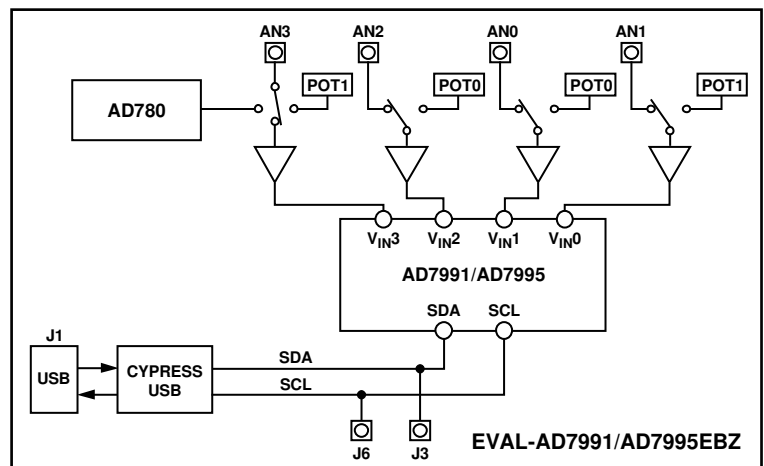 AN3 AN2 AN0 AN1
POT1 POT0 POT0 POT1
AD780
VIN3 VIN2 VIN1 VIN0
AD7991/AD7995
SDA SCL
J1
USB
CYPRESS
USB
SDA
SCL
J6 J3
EVAL-AD7991/AD7995EBZ